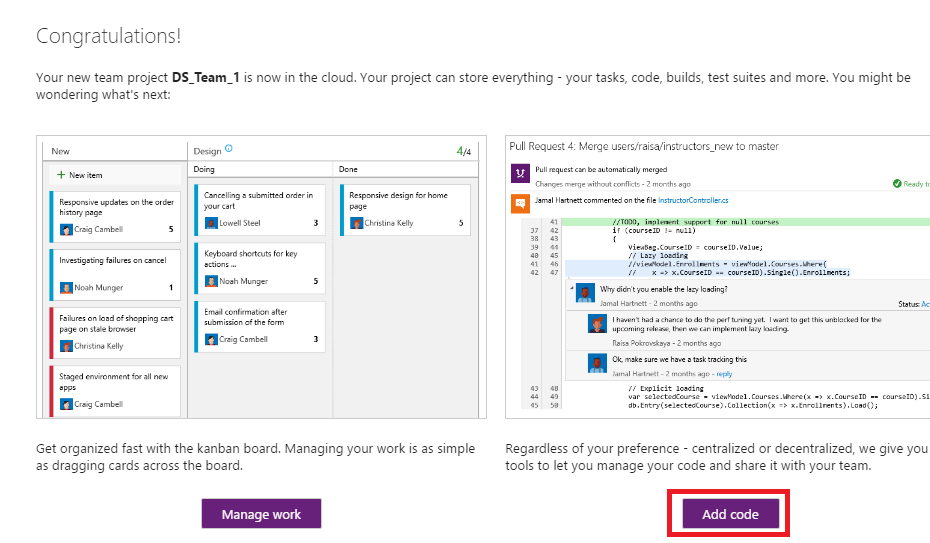 Congratulations!
Your new team project DS_Team_1 is now in the cloud. Your project can store everything - your tasks, code, builds, test suites and more. You might be
wondering what's next:
New
+ New item
Responsive updates on the order
history page
Craig Cambell 5
Investigating failures on cancel
Noah Munger 1
Failures on load of shopping cart
page on stale browser
Christina Kelly
Staged environment for all new
apps
Craig Cambell
Design 4/4
Doing
Cancelling a submitted order in
your cart
Lowell Steel 3
Keyboard shortcuts for key
actions ...
Noah Munger 5
Email confirmation after
submission of the form
Craig Cambell 3
Done
Responsive design for home
page
Christina Kelly 5
Get organized fast with the kanban board. Managing your work is as simple
as dragging cards across the board.
Manage work
Pull Request 4: Merge users/raisa/instructors_new to master
Pull request can be automatically merged
Changes merge without conflicts - 2 months ago Ready to
Jamal Hartnett commented on file InstructorController.cs
41 //TODO, implement support for null courses
37 42 if (courseID != null)
38 43 {
39 44 ViewBag.CourseID = courseID.Value;
40 45 // Lazy loading
41 46 //viewModel.Enrollments = viewModel.Courses.Where(
42 47 // x => x.CourseID == courseID).Single().Enrollments;
Why didn't you enable the lazy loading?
Jamal Hartnett - 2 months ago Status: Ac
I haven't had a chance to do the perf tuning yet. I want to get this unblocked for the
upcoming release, then we can implement lazy loading.
Raisa Pokrovskaya - 2 months ago
Ok, make sure we have a task tracking this
Jamal Hartnett - 2 months ago - reply
43 48 // Explicit loading
44 49 var selectedCourse = viewModel.Courses.Where(x => x.CourseID == courseID).Si
45 50 db.Entry(selectedCourse).Collection(x => x.Enrollments).Load();
Regardless of your preference - centralized or decentralized, we give you
tools to let you manage your code and share it with your team.
Add code